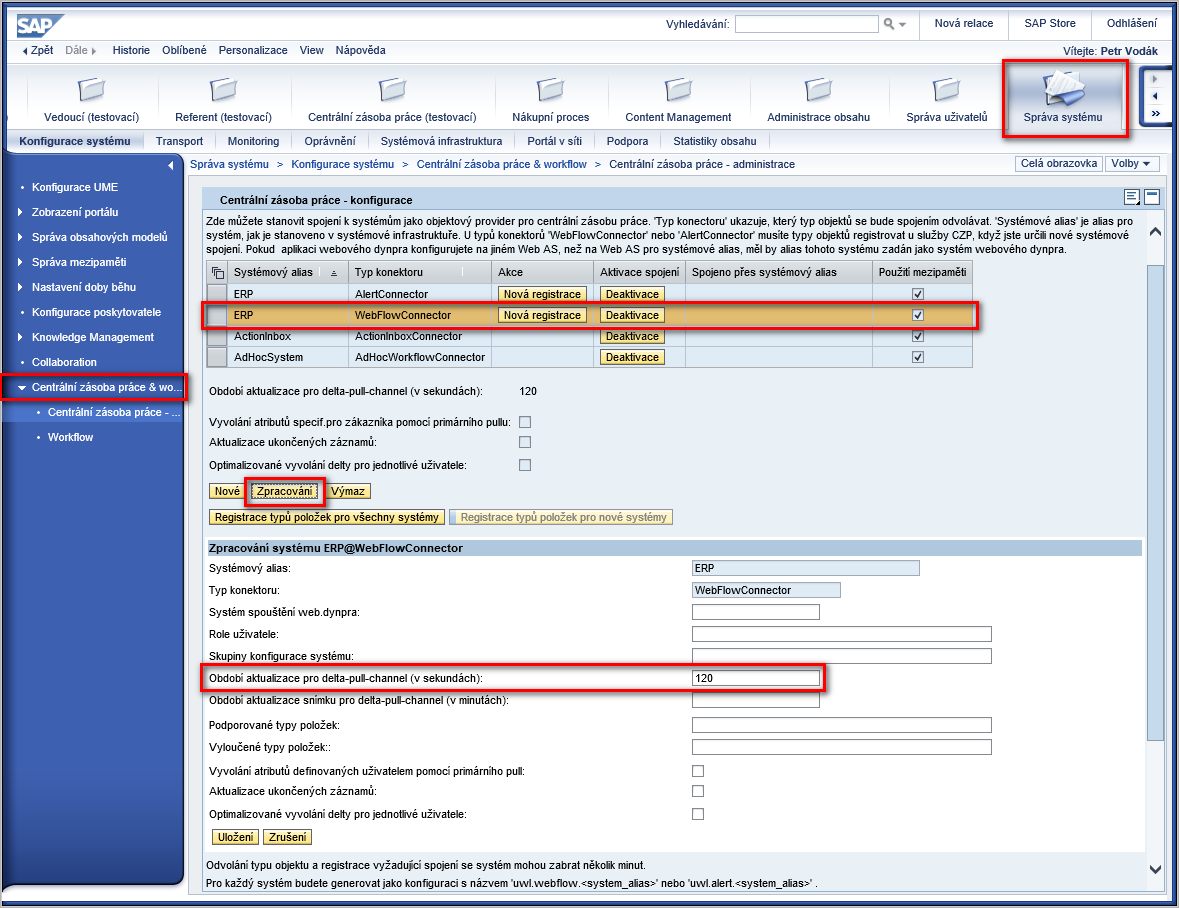 SAP
Vyhledávání:
Nová relace
SAP Store
Odhlášení
Zpět Dále Historie Oblíbené Personalizace View Nápověda
Vítejte: Petr Vodák
Vedoucí (testovací)
Referent (testovací)
Centrální zásoba práce (testovací)
Nákupní proces
Content Management
Administrace obsahu
Správa uživatelů
Správa systému
Konfigurace systému Transport Monitoring Oprávnění Systémová infrastruktura Portál v síti Podpora Statistiky obsahu
Správa systému > Konfigurace systému > Centrální zásoba práce & workflow > Centrální zásoba práce - administrace
Celá obrazovka Volby
Konfigurace UME
Zobrazení portálu
Správa obsahových modelů
Správa mezipaměti
Nastavení doby běhu
Konfigurace poskytovatele
Knowledge Management
Collaboration
Centrální zásoba práce & wo...
Centrální zásoba práce - ...
Workflow
Centrální zásoba práce - konfigurace
Zde můžete stanovit spojení k systémům jako objektový provider pro centrální zásobu práce. 'Typ konektoru' ukazuje, který typ objektů se bude spojením odvolávat. 'Systémové alias' je alias pro
systém, jak je stanoveno v systémové infrastruktuře. U typů konektorů 'WebFlowConnector' nebo 'AlertConnector' musíte typy objektů registrovat u služby CZP, když jste určili nové systémové
spojení. Pokud aplikaci webového dynpra konfigurujete na jiném Web AS, než na Web AS pro systémové alias, měl by alias tohoto systému zadán jako systém webového dynpra.
Systémový alias Typ konektoru Akce Aktivace spojení Spojeno přes systémový alias Použití mezipaměti
ERP AlertConnector Nová registrace Deaktivace
ERP WebFlowConnector Nová registrace Deaktivace
ActionInbox ActionInboxConnector Deaktivace
AdHocSystem AdHocWorkflowConnector Deaktivace
Období aktualizace pro delta-pull-channel (v sekundách): 120
Vyvolání atributů specif.pro zákazníka pomocí primárního pullu:
Aktualizace ukončených záznamů:
Optimalizované vyvolání delty pro jednotlivé uživatele:
Nové Zpracování Výmaz
Registrace typů položek pro všechny systémy Registrace typů položek pro nové systémy
Zpracování systému ERP@WebFlowConnector
Systémový alias: ERP
Typ konektoru: WebFlowConnector
Systém spouštění web.dynpra:
Role uživatele:
Skupiny konfigurace systému:
Období aktualizace pro delta-pull-channel (v sekundách): 120
Období aktualizace snímku pro delta-pull-channel (v minutách):
Podporované typy položek:
Vyloučené typy položek::
Vyvolání atributů definovaných uživatelem pomocí primárního pull:
Aktualizace ukončených záznamů:
Optimalizované vyvolání delty pro jednotlivé uživatele:
Uložení Zrušení
Odvolání typu objektu a registrace vyžadující spojení se systém mohou zabrat několik minut.
Pro každý systém budete generovat jako konfiguraci s názvem 'uwl.webflow.<system_alias>' nebo 'uwl.alert.<system_alias>' .